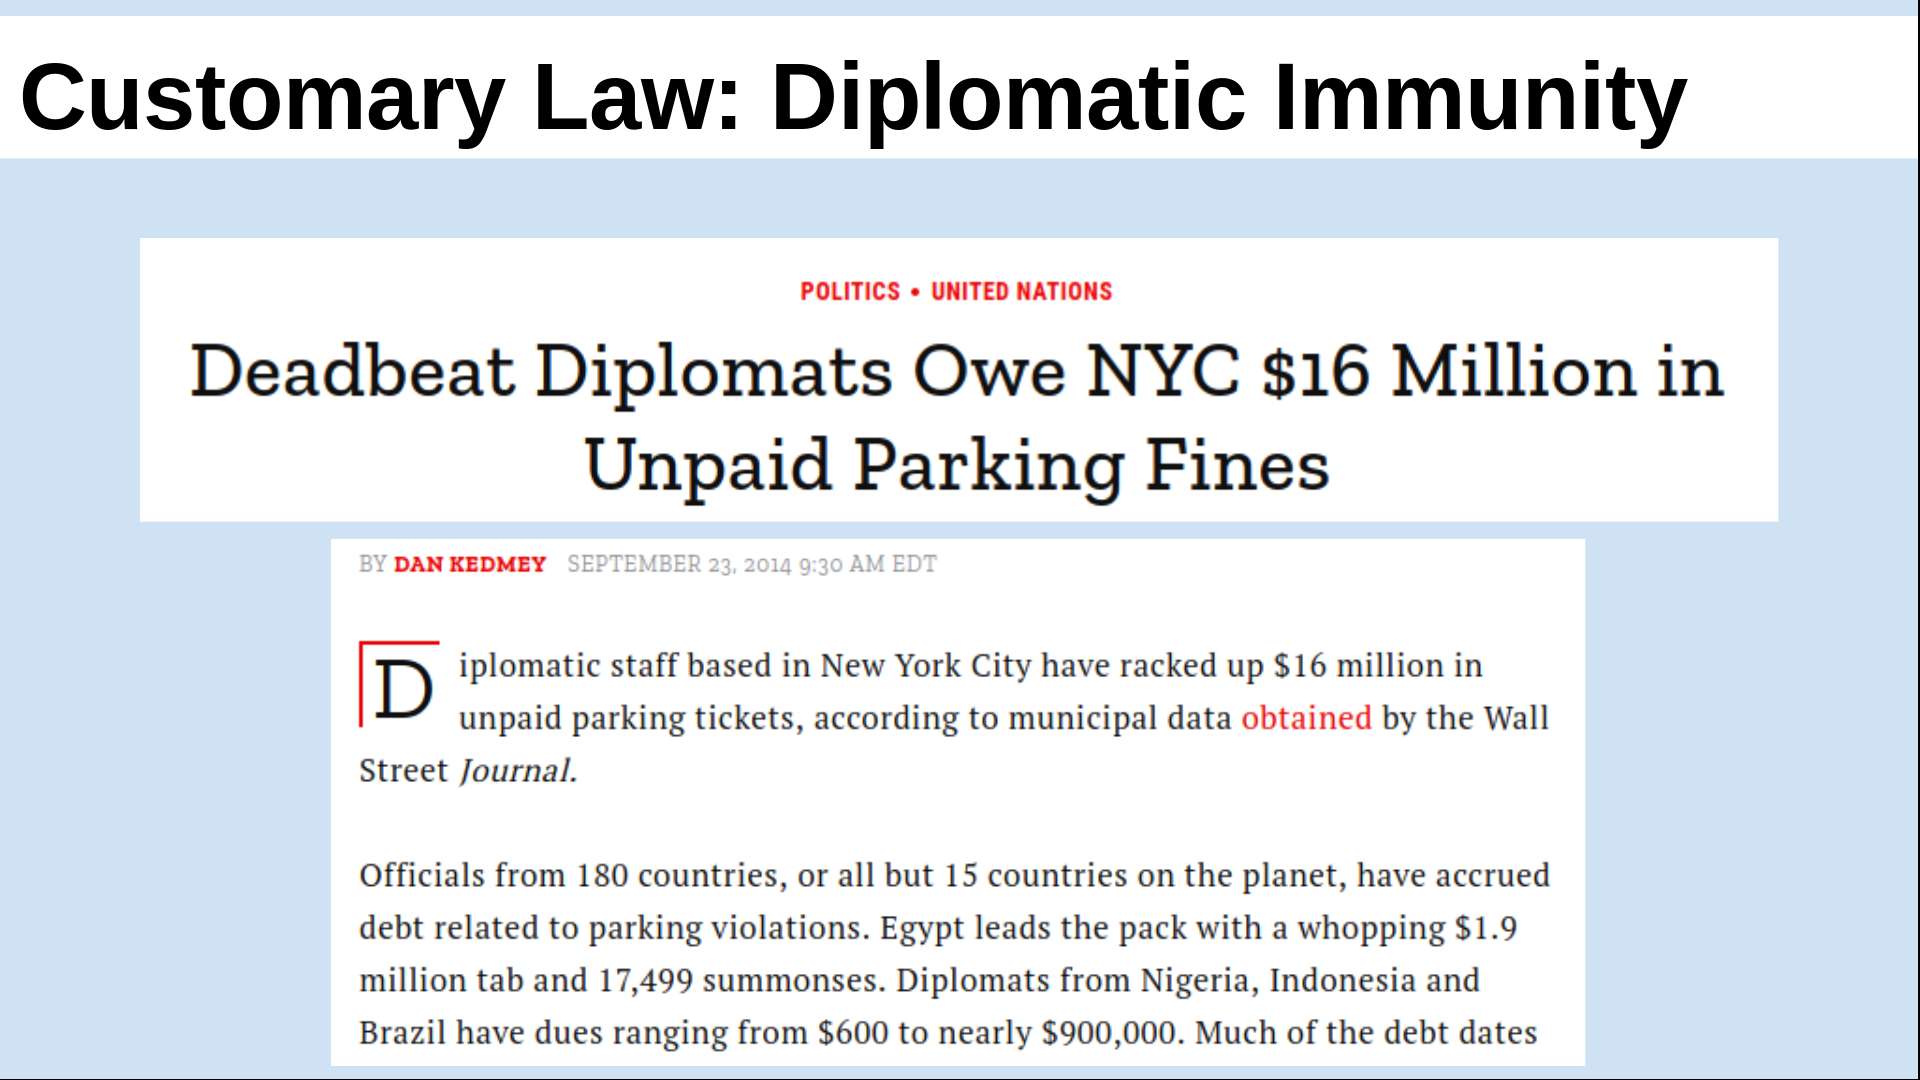 Customary Law: Diplomatic Immunity
POLITICS • UNITED NATIONS
Deadbeat Diplomats Owe NYC $16 Million in
Unpaid Parking Fines
BY DAN KEDMEY SEPTEMBER 23, 2014 9:30 AM EDT
Diplomatic staff based in New York City have racked up $16 million in
unpaid parking tickets, according to municipal data obtained by the Wall
Street Journal.
Officials from 180 countries, or all but 15 countries on the planet, have accrued
debt related to parking violations. Egypt leads the pack with a whopping $1.9
million tab and 17,499 summonses. Diplomats from Nigeria, Indonesia and
Brazil have dues ranging from $600 to nearly $900,000. Much of the debt dates